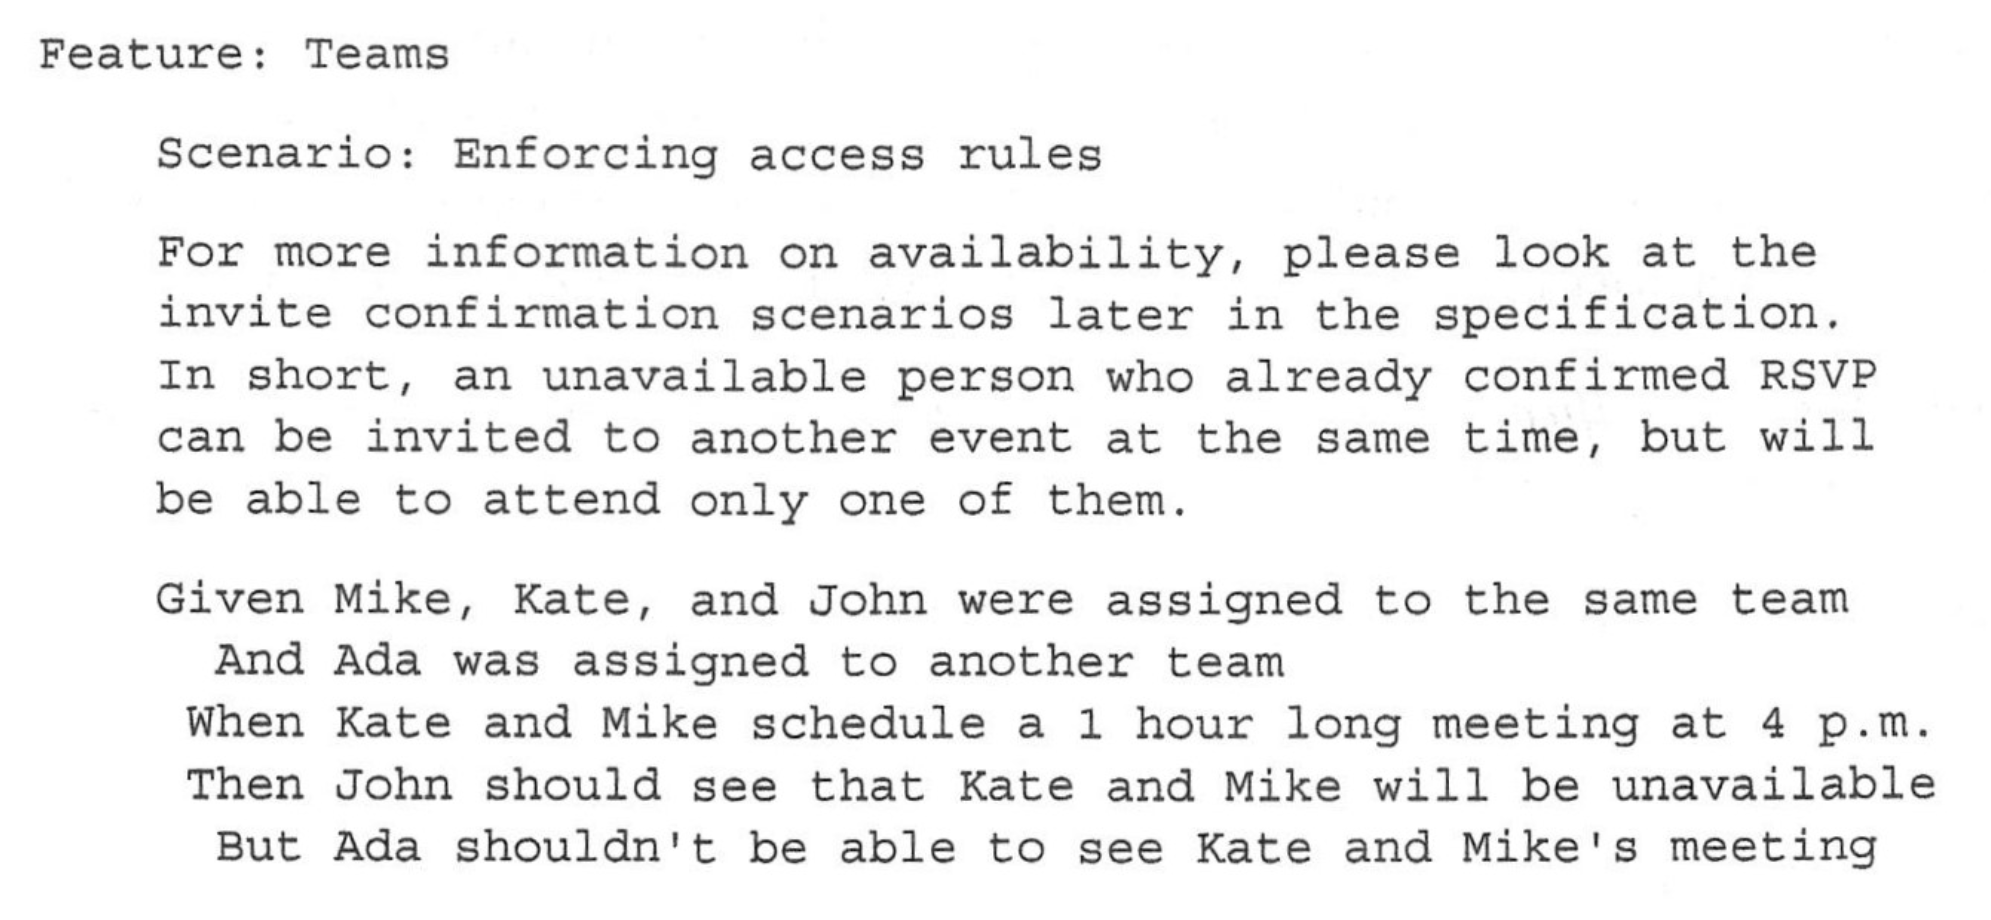 Feature: Teams
Scenario: Enforcing access rules
For more information on availability, please look at the
invite confirmation scenarios later in the specification.
In short, an unavailable person who already confirmed RSVP
can be invited to another event at the same time, but will
be able to attend only one of them.
Given Mike, Kate, and John were assigned to the same team
And Ada was assigned to another team
When Kate and Mike schedule a 1 hour long meeting at 4 p.m.
Then John should see that Kate and Mike will be unavailable
But Ada shouldn't be able to see Kate and Mike's meeting